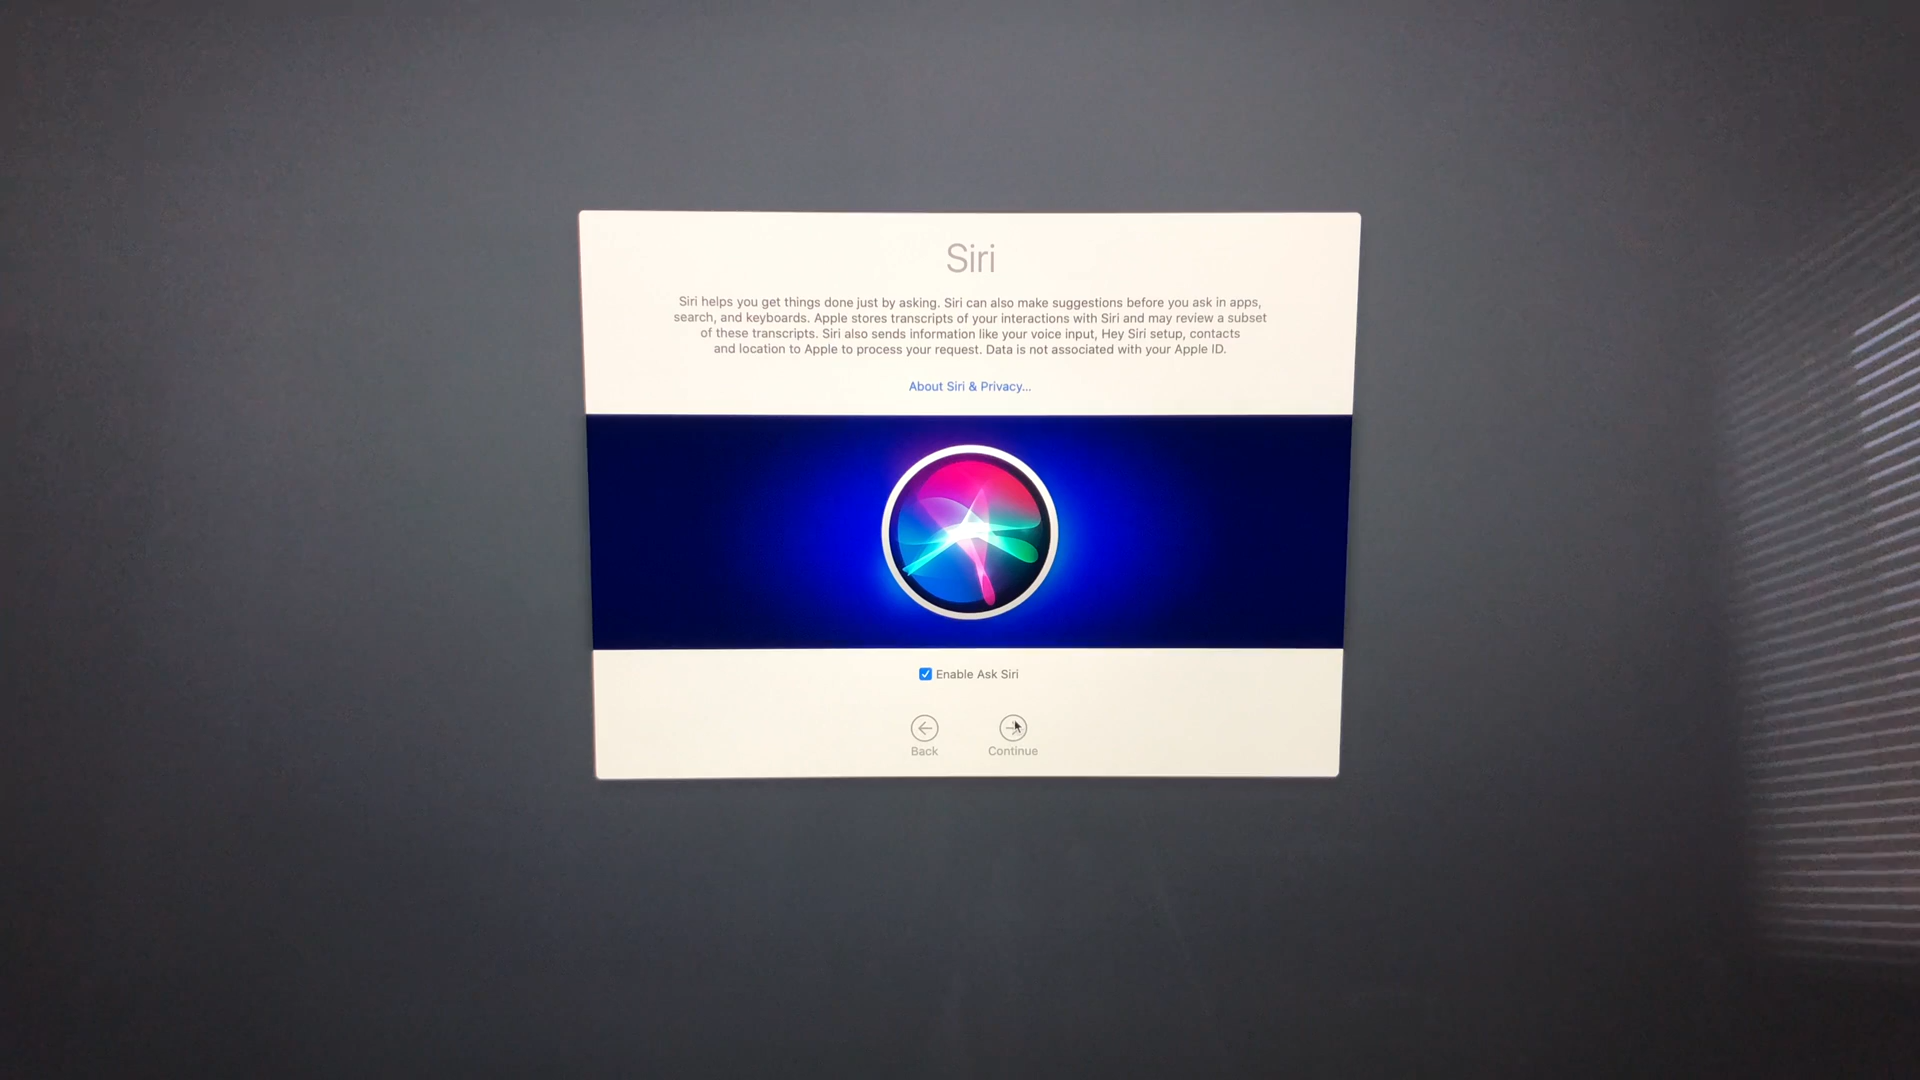 Siri
Siri helps you get things done just by asking. Siri can also make suggestions before you ask in apps,
search, and keyboards. Apple stores transcripts of your interactions with Siri and may review a subset
of these transcripts. Siri also sends information like your voice input, Hey Siri setup, contacts
and location to Apple to process your request. Data is not associated with your Apple ID.
About Siri & Privacy...
Enable Ask Siri
Back
Continue